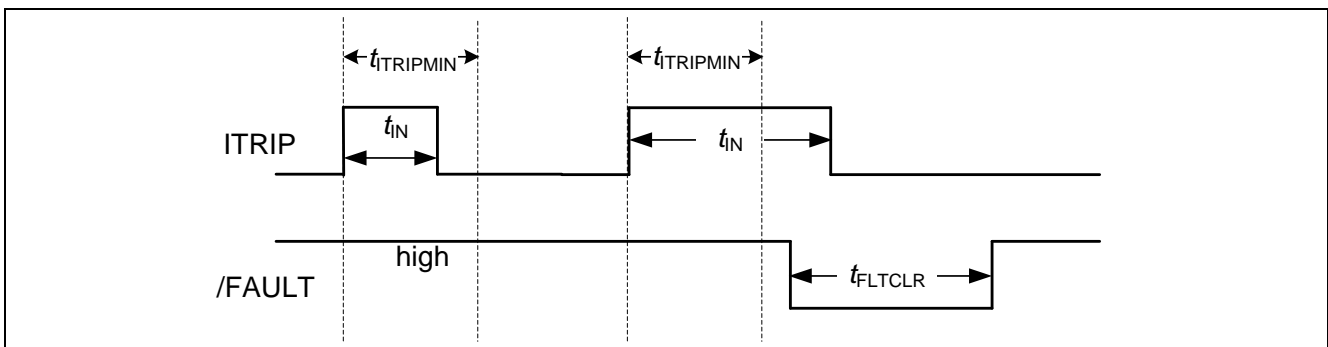 tITRIPMIN tITRIPMIN
ITRIP tIN tIN
high
/FAULT tFLTCLR